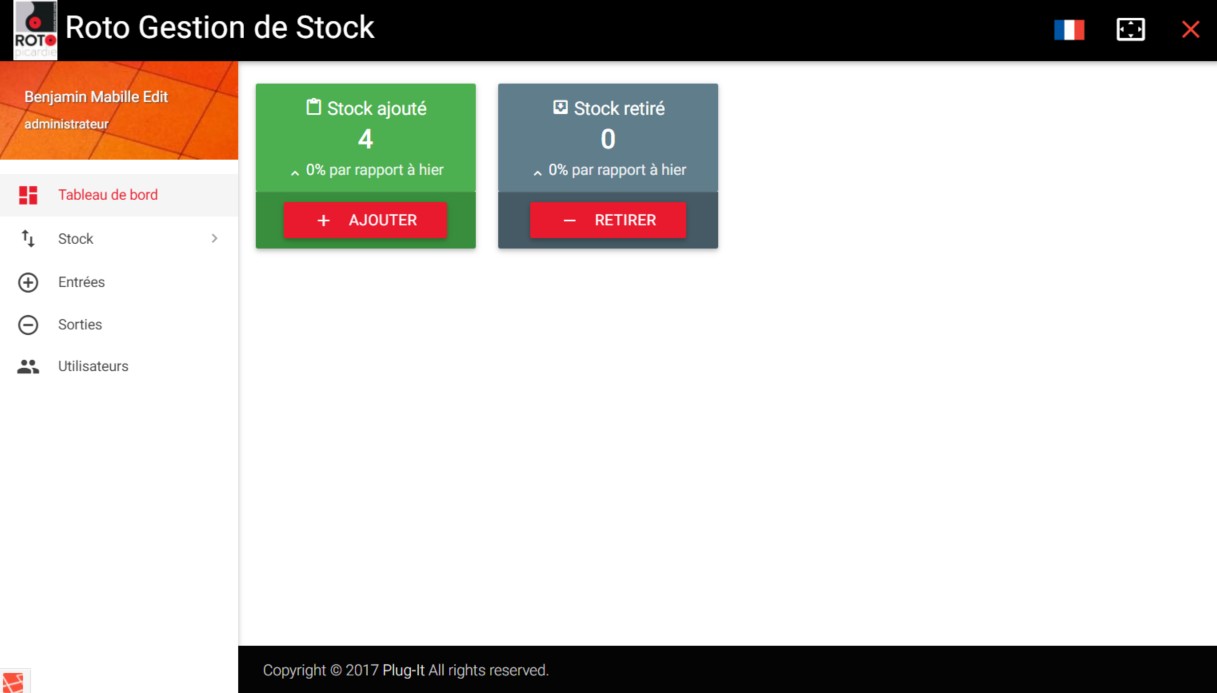 ROTO
picardie
Roto Gestion de Stock
Benjamin Mabille Edit
administrateur
Tableau de bord
Stock
Entrées
Sorties
Utilisateurs
Stock ajouté
4
0% par rapport à hier
+ AJOUTER
Stock retiré
0
0% par rapport à hier
− RETIRER
Copyright © 2017 Plug-It All rights reserved.